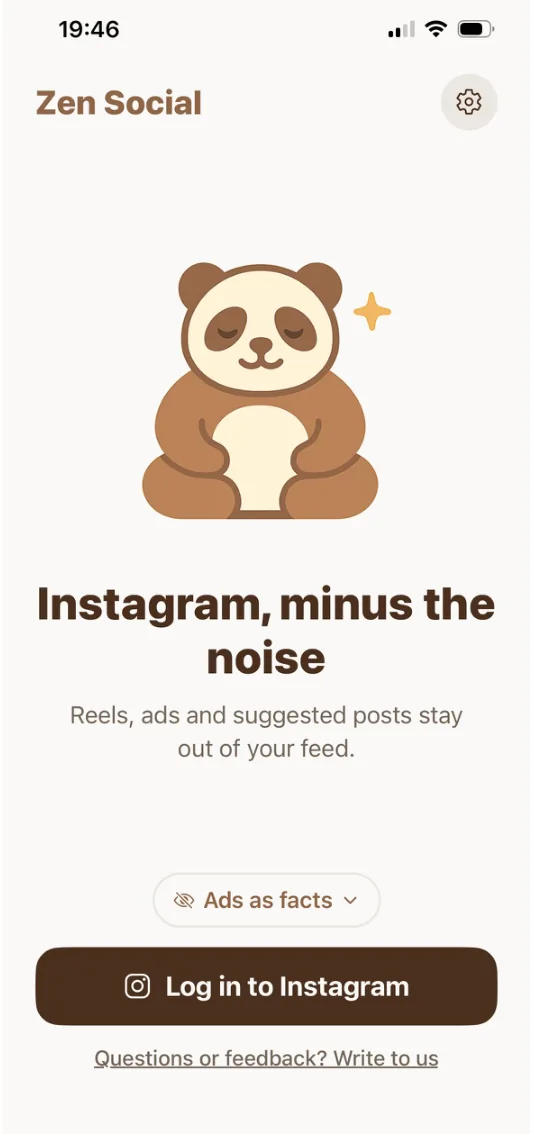 19:46
Zen Social
Instagram, minus the
noise
Reels, ads and suggested posts stay
out of your feed.
Ads as facts
Log in to Instagram
Questions or feedback? Write to us